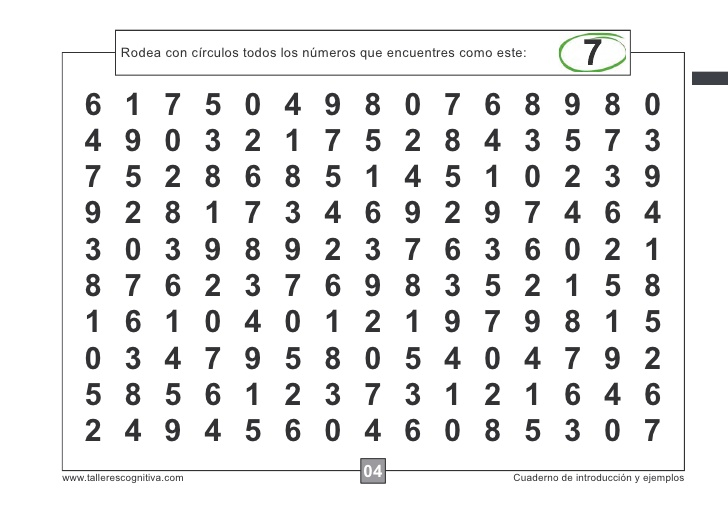 Rodea con círculos todos los números que encuentres como este: 7
6 1 7 5 0 4 9 8 0 7 6 8 9 8 0
4 9 0 3 2 1 7 5 2 8 4 3 5 7 3
7 5 2 8 6 8 5 1 4 5 1 0 2 3 9
9 2 8 1 7 3 4 6 9 2 9 7 4 6 4
3 0 3 9 8 9 2 3 7 6 3 6 0 2 1
8 7 6 2 3 7 6 9 8 3 5 2 1 5 8
1 6 1 0 4 0 1 2 1 9 7 9 8 1 5
0 3 4 7 9 5 8 0 5 4 0 4 7 9 2
5 8 5 6 1 2 3 7 3 1 2 1 6 4 6
2 4 9 4 5 6 0 4 6 0 8 5 3 0 7
www.tallerescognitiva.com 04 Cuaderno de introducción y ejemplos